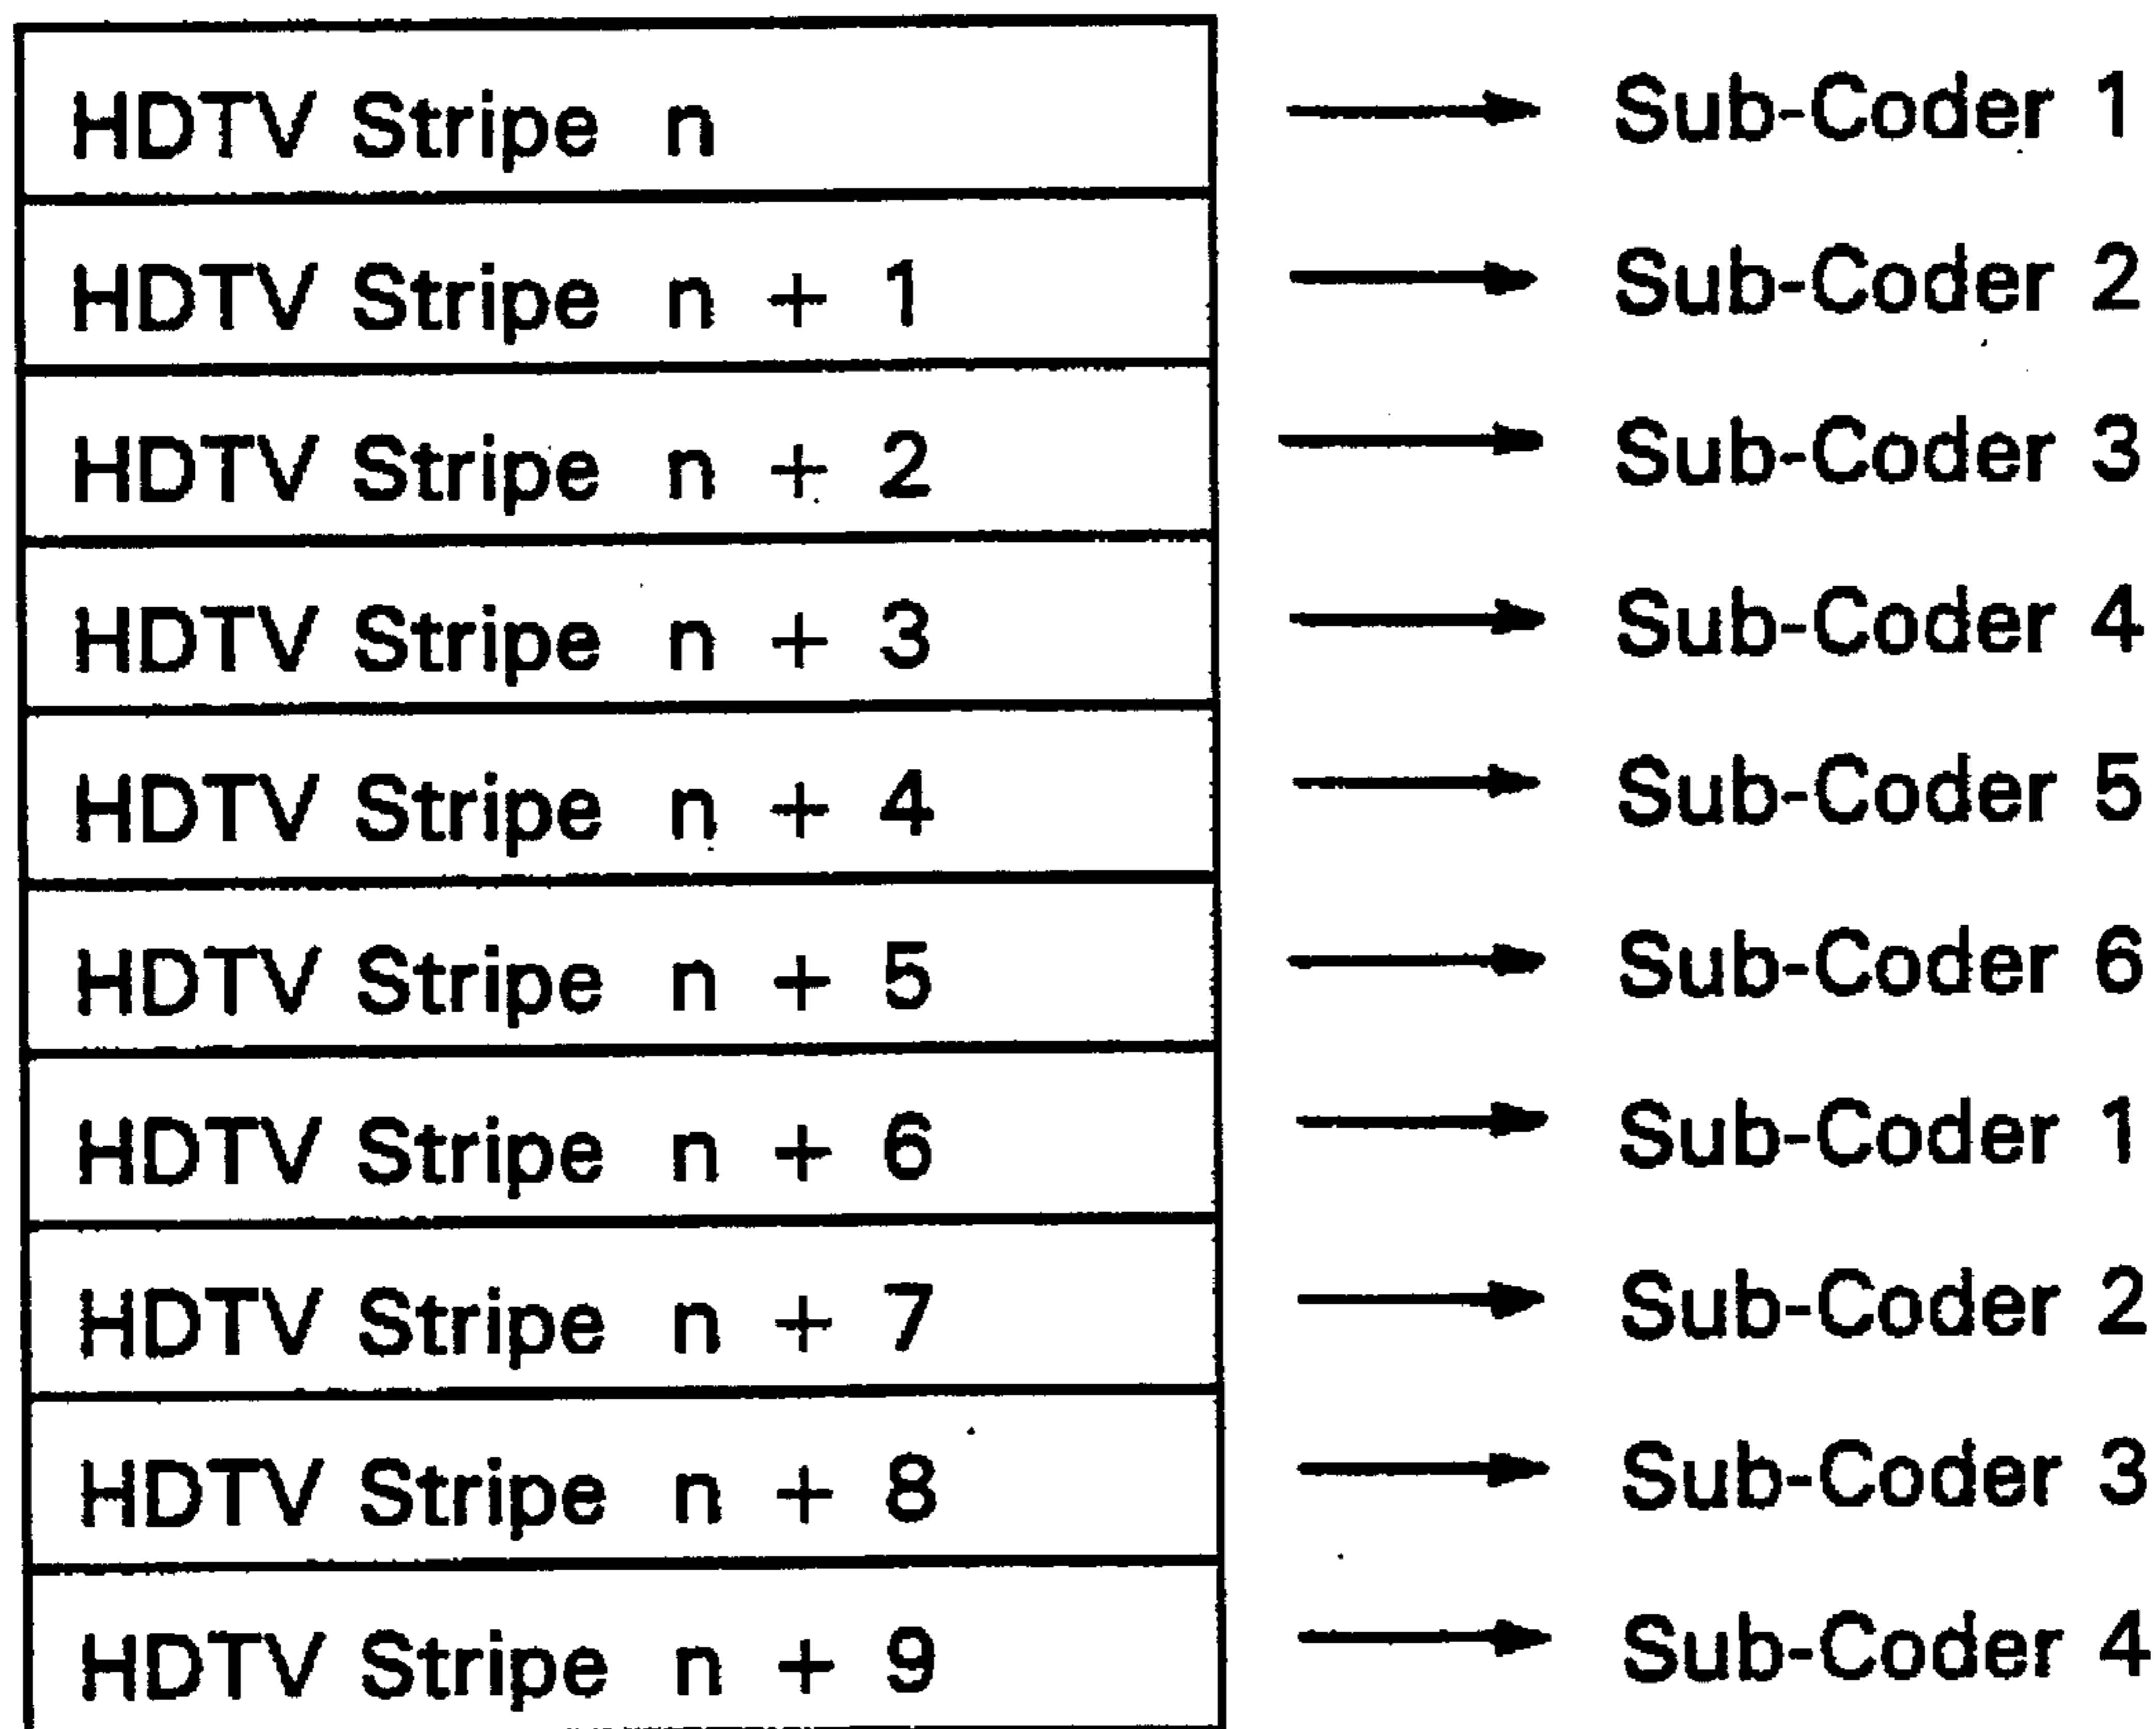 HDTV Stripe n → Sub-Coder 1
HDTV Stripe n + 1 → Sub-Coder 2
HDTV Stripe n + 2 → Sub-Coder 3
HDTV Stripe n + 3 → Sub-Coder 4
HDTV Stripe n + 4 → Sub-Coder 5
HDTV Stripe n + 5 → Sub-Coder 6
HDTV Stripe n + 6 → Sub-Coder 1
HDTV Stripe n + 7 → Sub-Coder 2
HDTV Stripe n + 8 → Sub-Coder 3
HDTV Stripe n + 9 → Sub-Coder 4